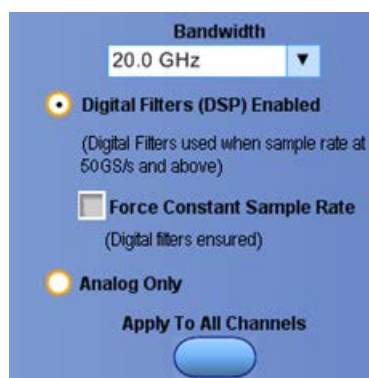 Bandwidth
20.0 GHz
Digital Filters (DSP) Enabled
(Digital Filters used when sample rate at
50GS/s and above)
Force Constant Sample Rate
(Digital filters ensured)
Analog Only
Apply To All Channels